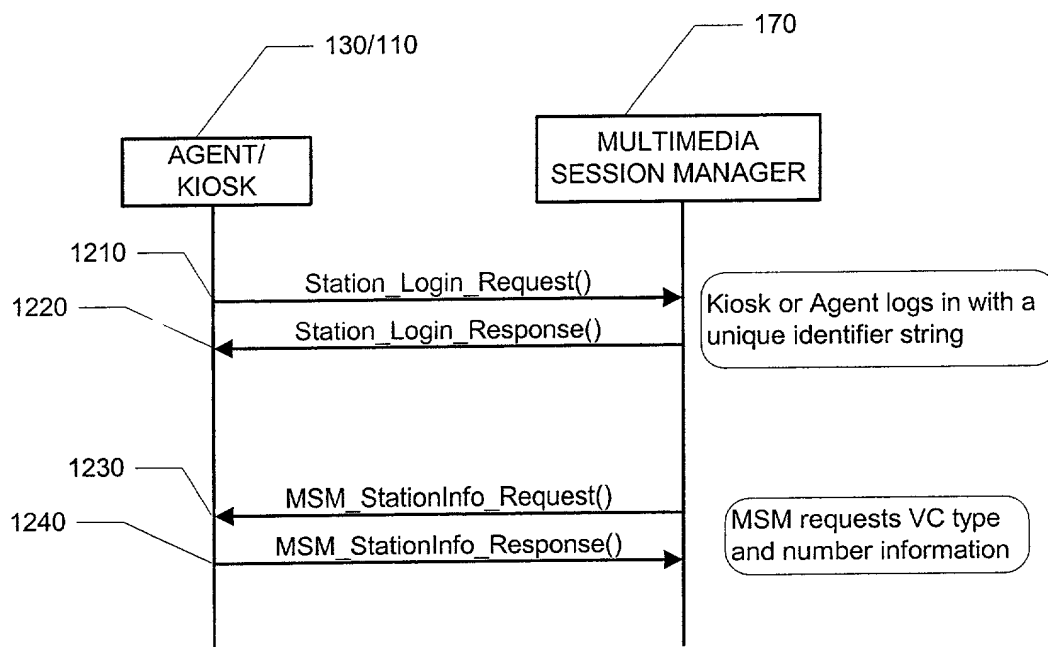 130/110
170
AGENT/
KIOSK
MULTIMEDIA
SESSION MANAGER
1210
Station_Login_Request()
1220
Station_Login_Response()
Kiosk or Agent logs in with a
unique identifier string
1230
MSM_StationInfo_Request()
1240
MSM_StationInfo_Response()
MSM requests VC type
and number information